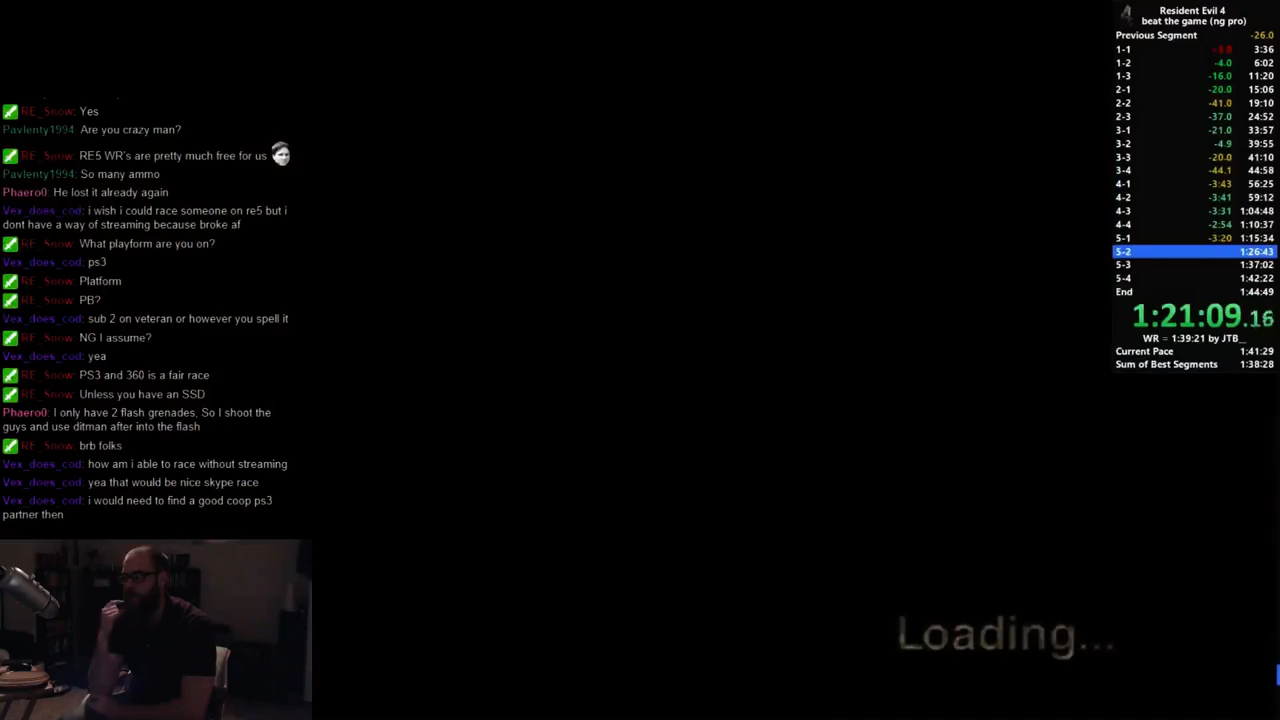 RE_Snow: Yes
Pavlenty1994: Are you crazy man?
RE_Snow: RE5 WR's are pretty much free for us
Pavlenty1994: So many ammo
Phaero0: He lost it already again
Vex_does_cod: i wish i could race someone on re5 but i
dont have a way of streaming because broke af
RE_Snow: What playform are you on?
Vex_does_cod: ps3
RE_Snow: Platform
RE_Snow: PB?
Vex_does_cod: sub 2 on veteran or however you spell it
RE_Snow: NG I assume?
Vex_does_cod: yea
RE_Snow: PS3 and 360 is a fair race
RE_Snow: Unless you have an SSD
Phaero0: I only have 2 flash grenades, So I shoot the
guys and use ditman after into the flash
RE_Snow: brb folks
Vex_does_cod: how am i able to race without streaming
Vex_does_cod: yea that would be nice skype race
Vex_does_cod: i would need to find a good coop ps3
partner then
Loading...
Resident Evil 4
beat the game (ng pro)
Previous Segment -26.0
1-1 -3.0 3:36
1-2 -4.0 6:02
1-3 -16.0 11:20
2-1 -20.0 15:06
2-2 -41.0 19:10
2-3 -37.0 24:52
3-1 -21.0 33:57
3-2 -4.9 39:55
3-3 -20.0 41:10
3-4 -44.1 44:58
4-1 -3:43 56:25
4-2 -3:41 59:12
4-3 -3:31 1:04:48
4-4 -2:54 1:10:37
5-1 -3:20 1:15:34
5-2 1:26:43
5-3 1:37:02
5-4 1:42:22
End 1:44:49
1:21:09.16
WR = 1:39:21 by JTB__
Current Pace 1:41:29
Sum of Best Segments 1:38:28